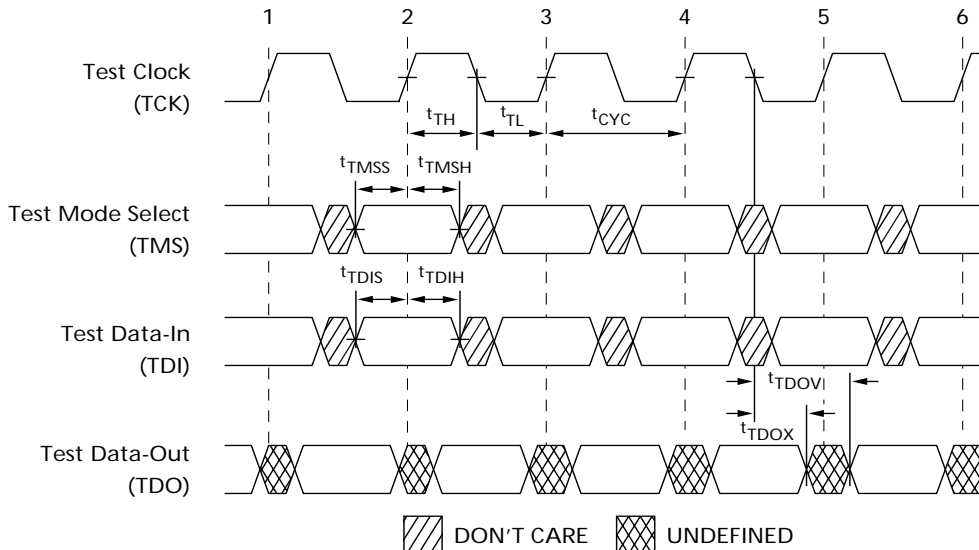 1 2 3 4 5 6
Test Clock
(TCK)
tTH tTL tCYC
tTMSS tTMSH
Test Mode Select
(TMS)
tTDIS tTDIH
Test Data-In
(TDI)
tTDOV
tTDOX
Test Data-Out
(TDO)
DON'T CARE UNDEFINED